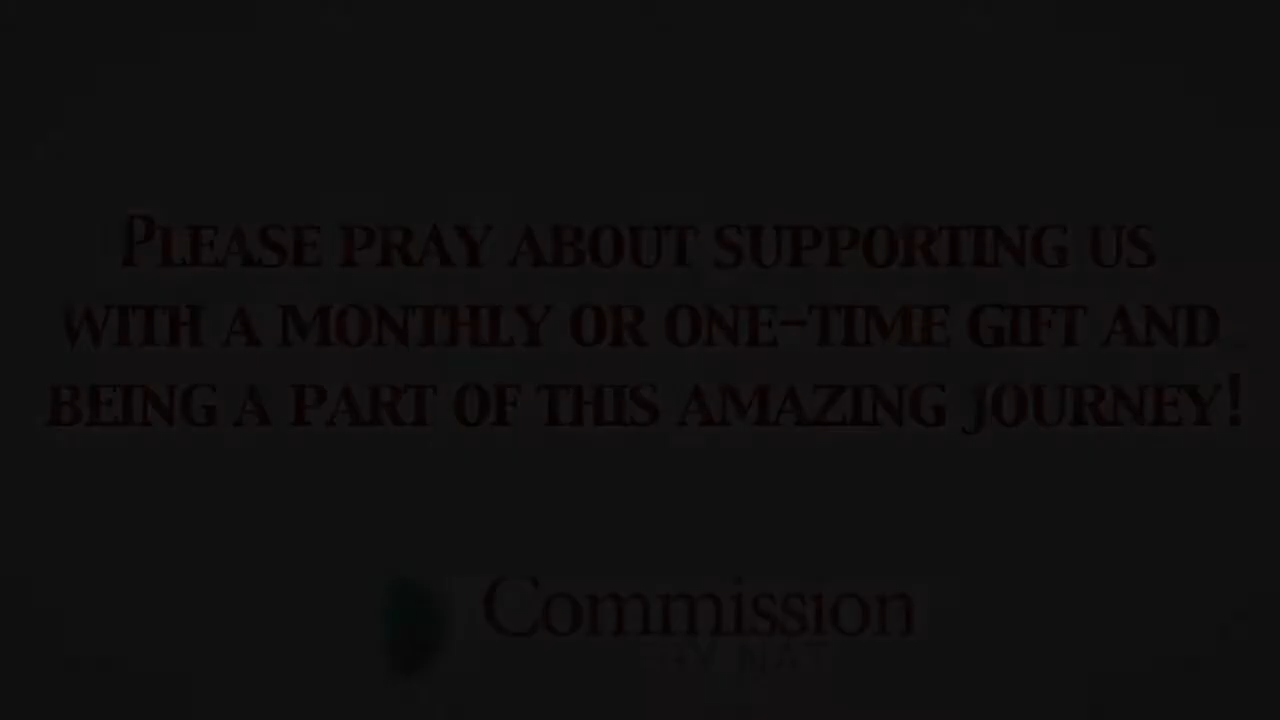 Please pray about supporting us
with a monthly or one-time gift and
being a part of this amazing journey!
Commission